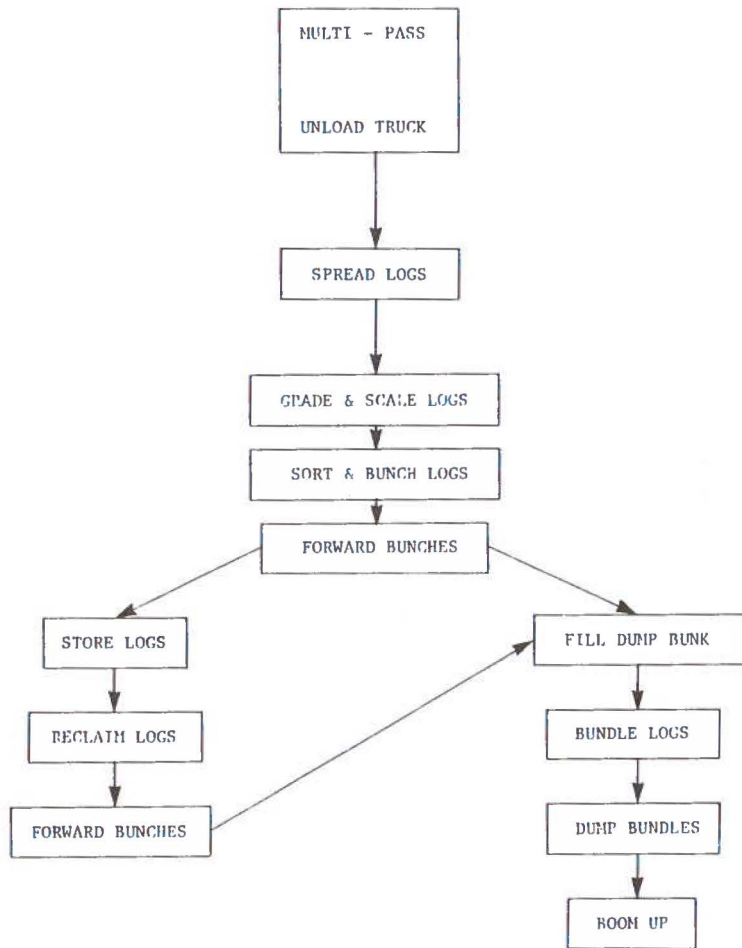 MULTI - PASS
UNLOAD TRUCK
SPREAD LOGS
GRADE & SCALE LOGS
SORT & BUNCH LOGS
FORWARD BUNCHES
STORE LOGS
FILL DUMP BUNK
RECLAIM LOGS
BUNDLE LOGS
FORWARD BUNCHES
DUMP BUNDLES
BOOM UP